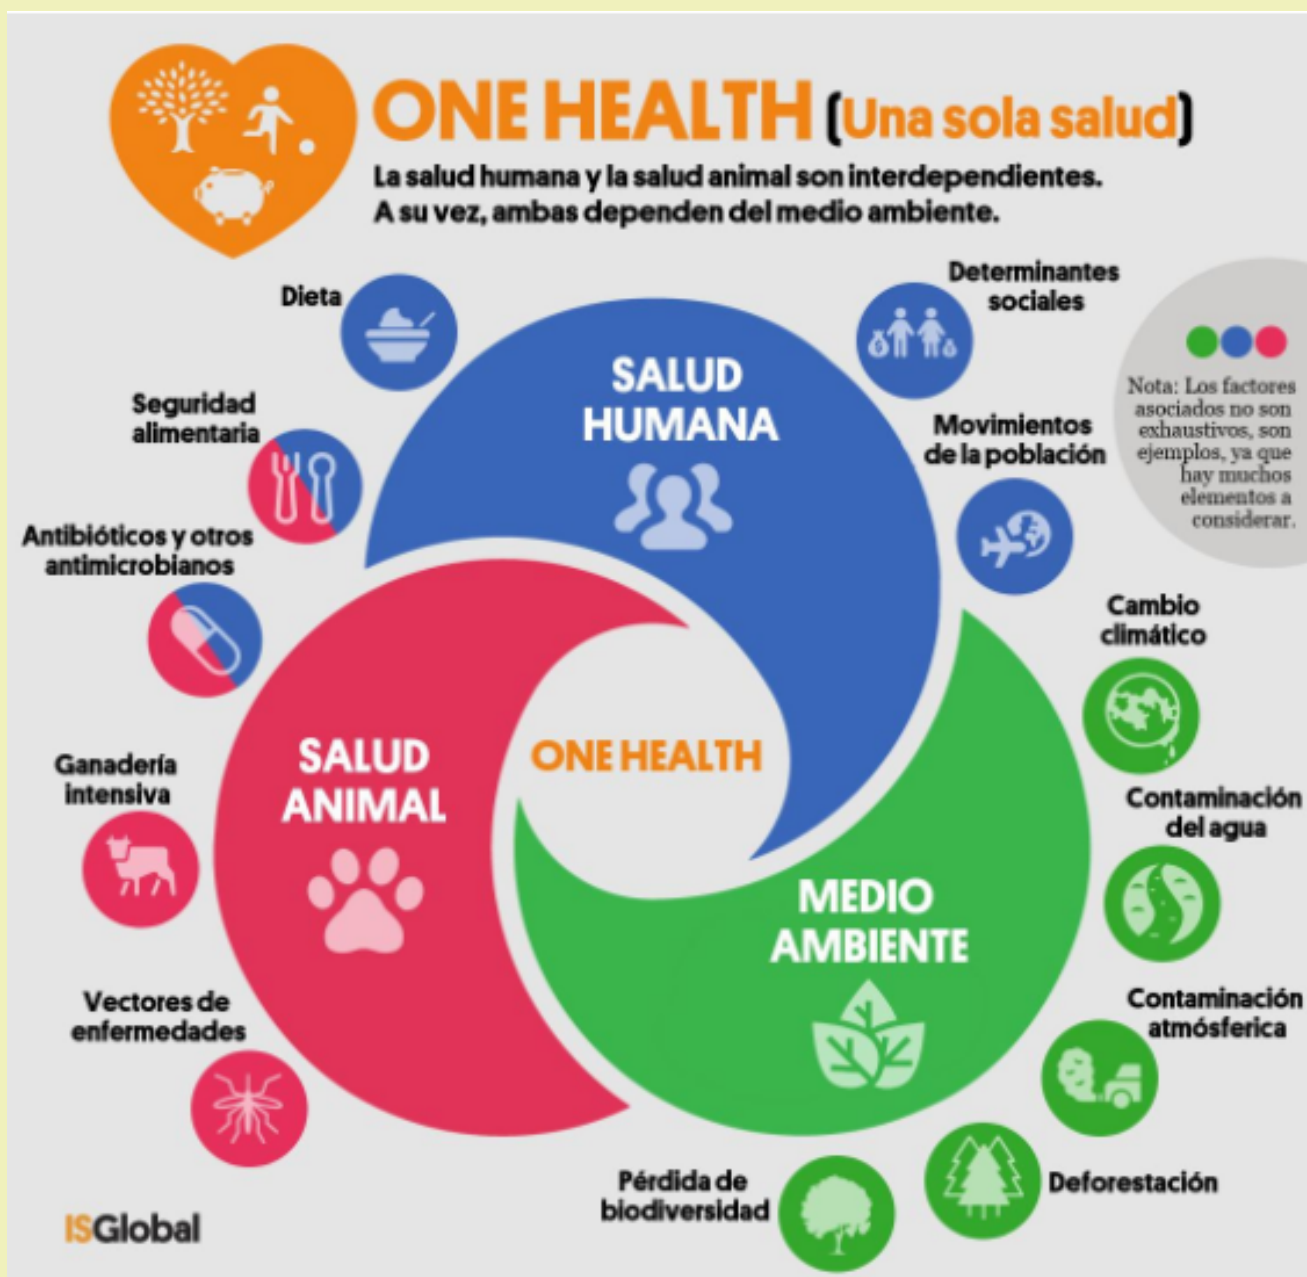 ONE HEALTH (Una sola salud)
La salud humana y la salud animal son interdependientes.
A su vez, ambas dependen del medio ambiente.
Dieta
Determinantes
sociales
Seguridad
alimentaria
SALUD
HUMANA
Movimientos
de la población
Nota: Los factores
asociados no son
exhaustivos, son
ejemplos, ya que
hay muchos
elementos a
considerar.
Antibióticos y otros
antimicrobianos
Cambio
climático
Ganadería
intensiva
SALUD
ANIMAL
ONE HEALTH
Contaminación
del agua
MEDIO
AMBIENTE
Vectores de
enfermedades
Contaminación
atmósferica
Pérdida de
biodiversidad
Deforestación
ISGlobal